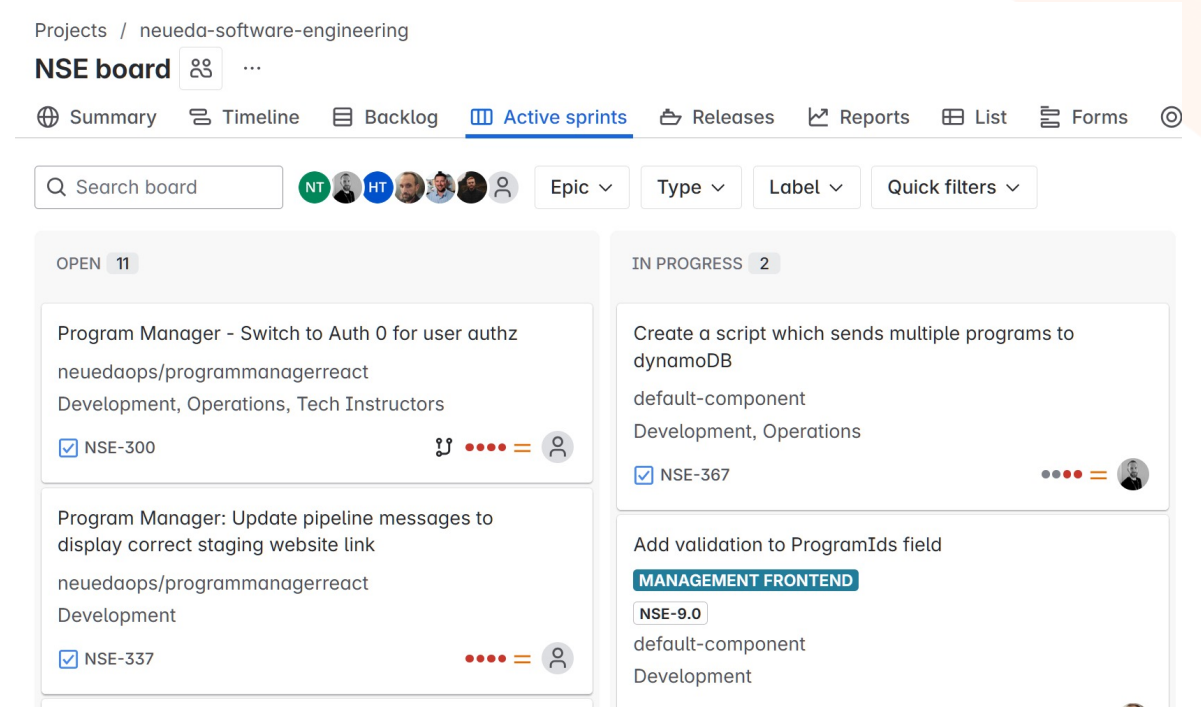 Projects / neueda-software-engineering
NSE board
Summary Timeline Backlog Active sprints Releases Reports List Forms
Search board NT HT Epic Type Label Quick filters
OPEN 11
Program Manager - Switch to Auth 0 for user authz
neuedaops/programmanagerreact
Development, Operations, Tech Instructors
NSE-300
Program Manager: Update pipeline messages to
display correct staging website link
neuedaops/programmanagerreact
Development
NSE-337
IN PROGRESS 2
Create a script which sends multiple programs to
dynamoDB
default-component
Development, Operations
NSE-367
Add validation to ProgramIds field
MANAGEMENT FRONTEND
NSE-9.0
default-component
Development